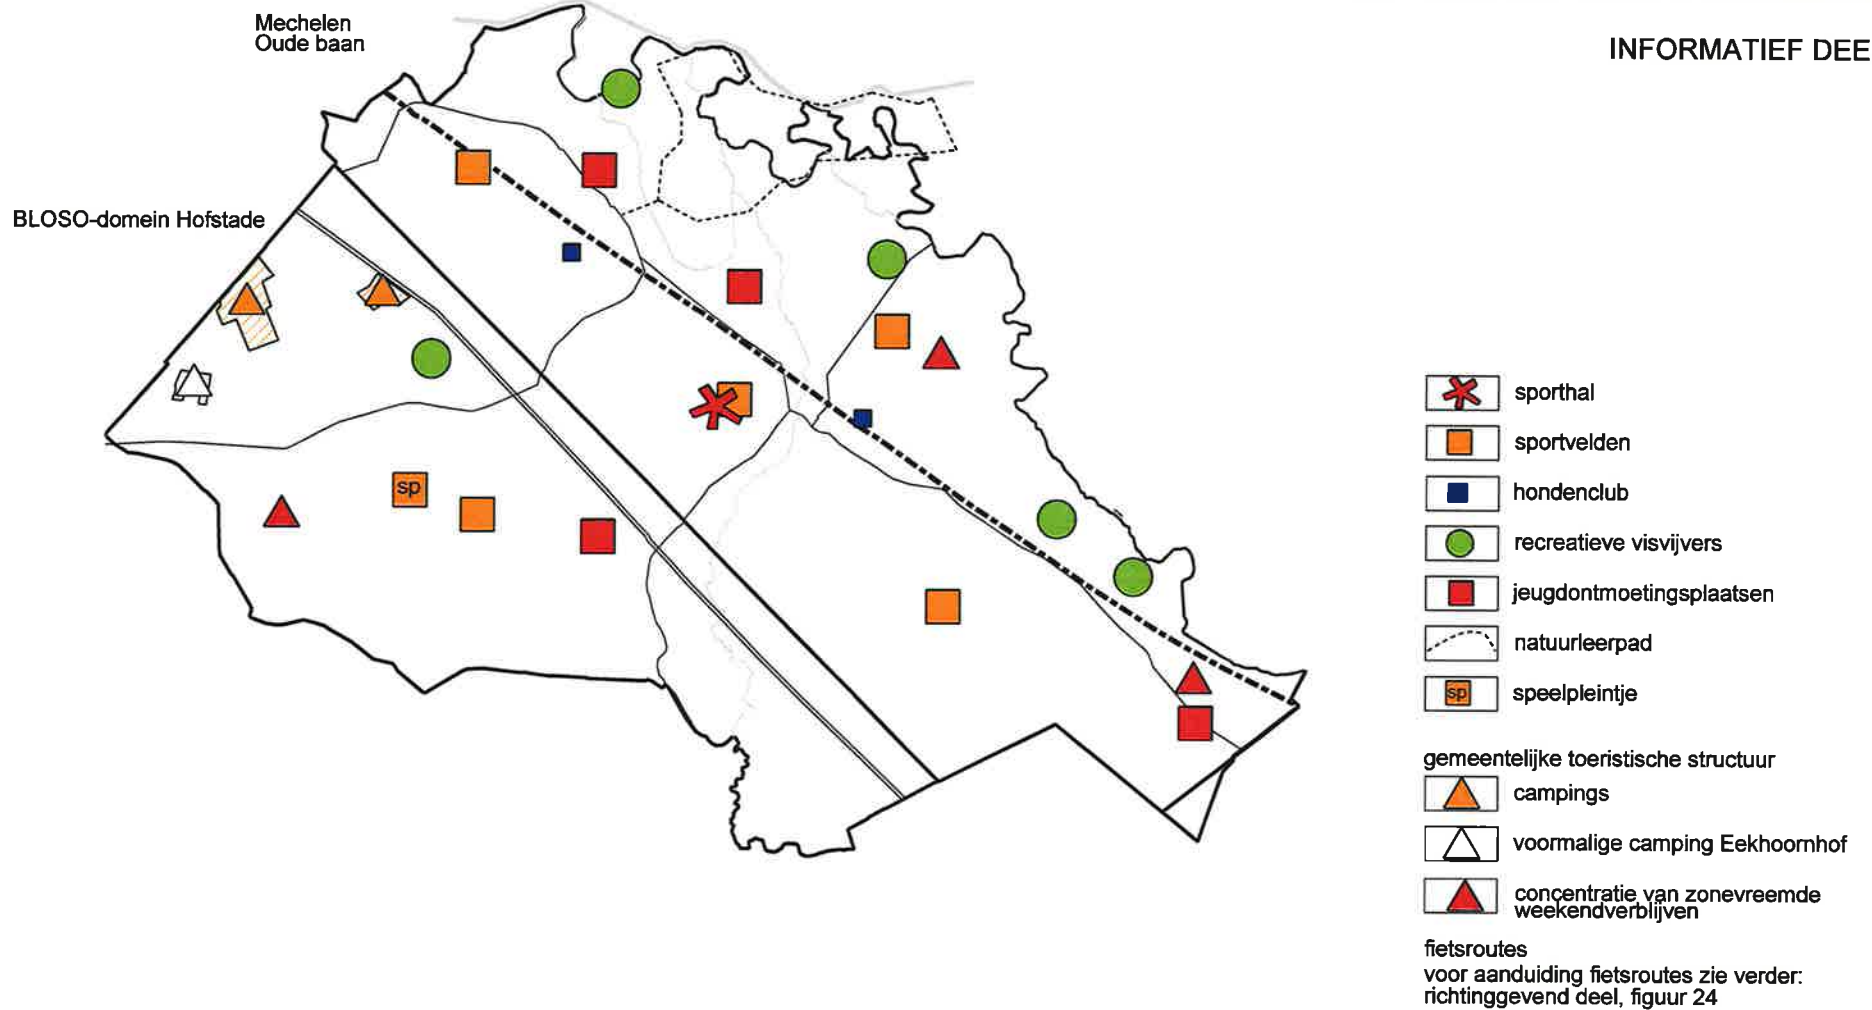 Mechelen
Oude baan
INFORMATIEF DEE
BLOSO-domein Hofstade
sp
sporthal
sportvelden
hondenclub
recreatieve visvijvers
jeugdontmoetingsplaatsen
natuurleerpad
sp speelpleintje
gemeentelijke toeristische structuur
campings
voormalige camping Eekhoornhof
concentratie van zonevreemde
weekendverblijven
fietsroutes
voor aanduiding fietsroutes zie verder:
richtinggevend deel, figuur 24